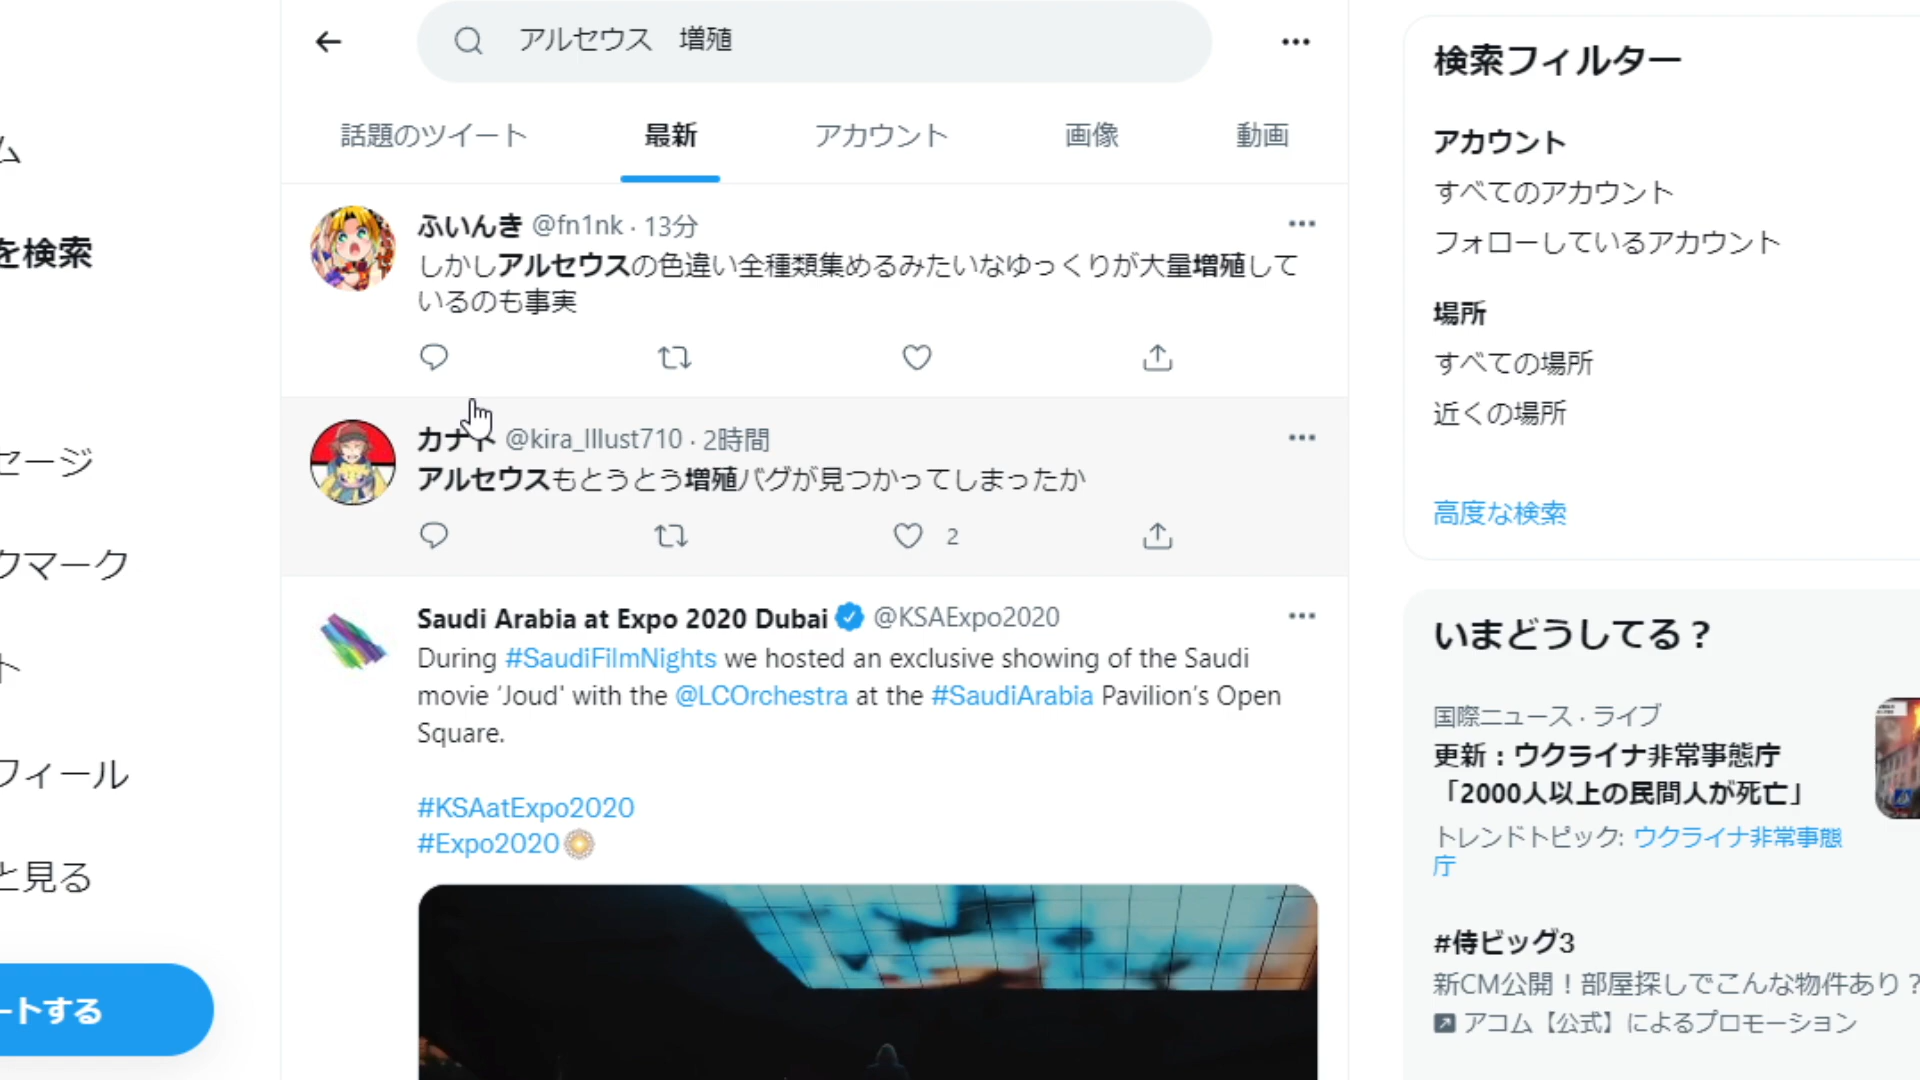 アルセウス 増殖
話題のツイート
最新
アカウント
画像
動画
ム
を検索
セージ
クマーク
ト
フィール
と見る
ートする
ふいんき @fn1nk · 13分
しかしアルセウスの色違い全種類集めるみたいなゆっくりが大量増殖して
いるのも事実
カナト @kira_lllust710 · 2時間
アルセウスもとうとう増殖バグが見つかってしまったか
2
Saudi Arabia at Expo 2020 Dubai @KSAExpo2020
During #SaudiFilmNights we hosted an exclusive showing of the Saudi
movie ‘Joud' with the @LCOrchestra at the #SaudiArabia Pavilion’s Open
Square.
#KSAatExpo2020
#Expo2020
検索フィルター
アカウント
すべてのアカウント
フォローしているアカウント
場所
すべての場所
近くの場所
高度な検索
いまどうしてる？
国際ニュース · ライブ
更新：ウクライナ非常事態庁
「2000人以上の民間人が死亡」
トレンドトピック: ウクライナ非常事態
庁
#侍ビッグ3
新CM公開！部屋探しでこんな物件あり？
アコム【公式】によるプロモーション